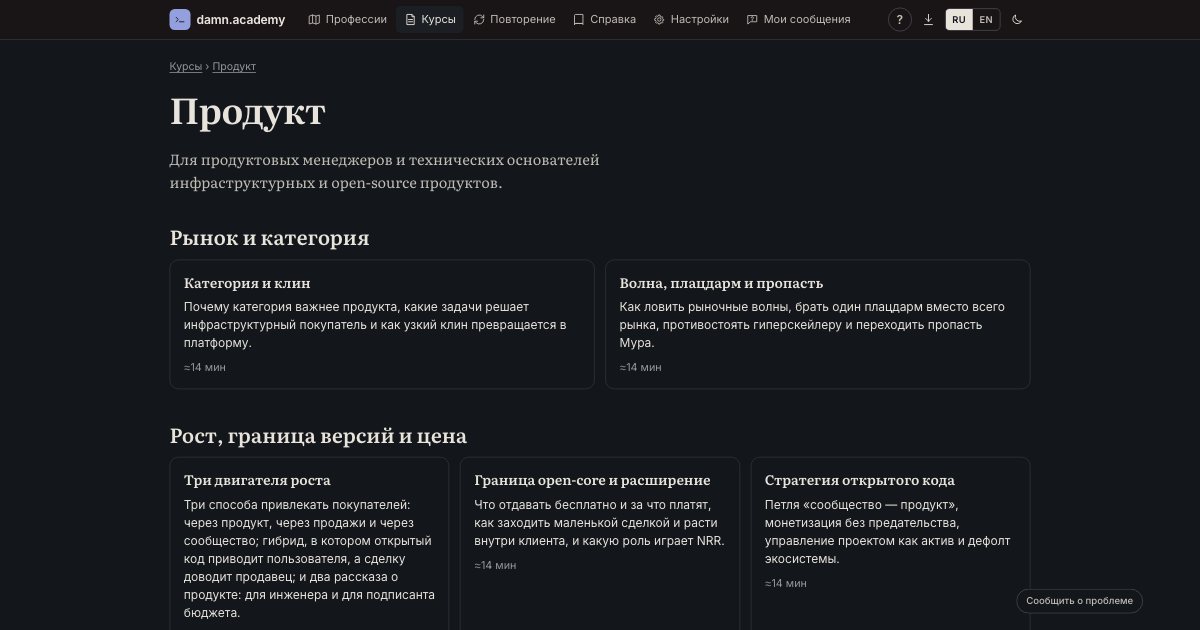 damn.academy Профессии Курсы Повторение Справка Настройки Мои сообщения ? RU EN
Курсы › Продукт
Продукт
Для продуктовых менеджеров и технических основателей
инфраструктурных и open-source продуктов.
Рынок и категория
Категория и клин
Почему категория важнее продукта, какие задачи решает
инфраструктурный покупатель и как узкий клин превращается в
платформу.
≈14 мин
Волна, плацдарм и пропасть
Как ловить рыночные волны, брать один плацдарм вместо всего
рынка, противостоять гиперскейлеру и переходить пропасть
Мура.
≈14 мин
Рост, граница версий и цена
Три двигателя роста
Три способа привлекать покупателей:
через продукт, через продажи и через
сообщество; гибрид, в котором открытый
код приводит пользователя, а сделку
доводит продавец; и два рассказа о
продукте: для инженера и для подписанта
бюджета.
Граница open-core и расширение
Что отдавать бесплатно и за что платят,
как заходить маленькой сделкой и расти
внутри клиента, и какую роль играет NRR.
≈14 мин
Стратегия открытого кода
Петля «сообщество — продукт»,
монетизация без предательства,
управление проектом как актив и дефолт
экосистемы.
≈14 мин
Сообщить о проблеме